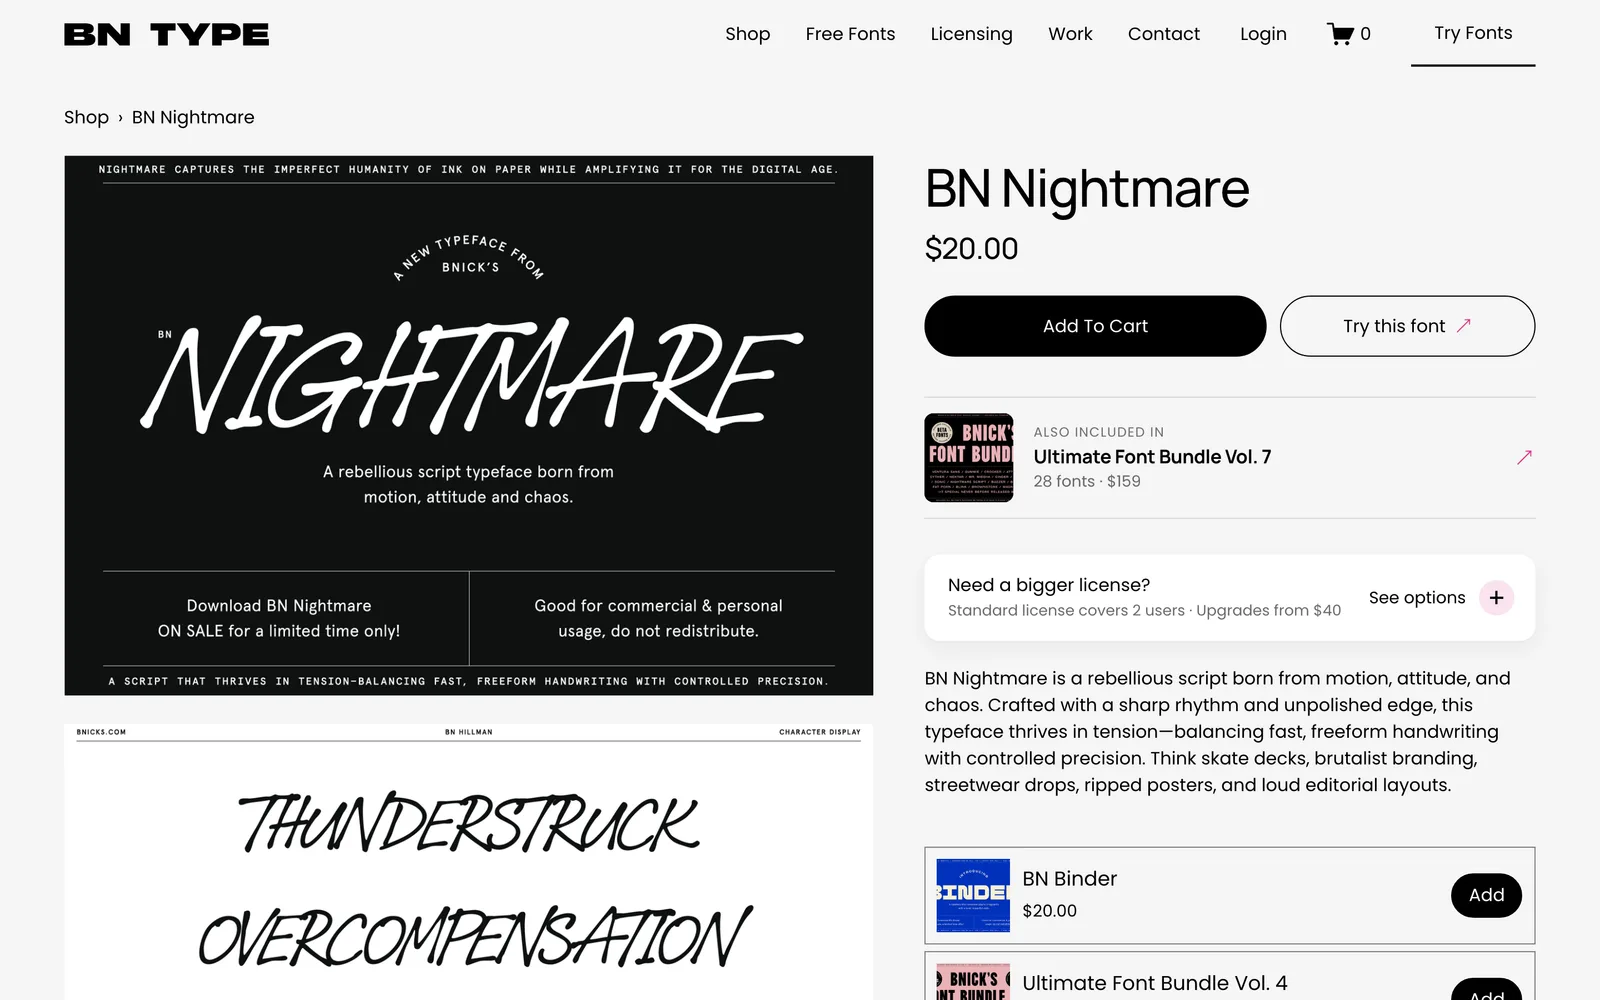 BN TYPE
Shop
Free Fonts
Licensing
Work
Contact
Login
0
Try Fonts
Shop › BN Nightmare
NIGHTMARE CAPTURES THE IMPERFECT HUMANITY OF INK ON PAPER WHILE AMPLIFYING IT FOR THE DIGITAL AGE.
A NEW TYPEFACE FROM
BNICK'S
BN
NIGHTMARE
A rebellious script typeface born from
motion, attitude and chaos.
Download BN Nightmare
ON SALE for a limited time only!
Good for commercial & personal
usage, do not redistribute.
A SCRIPT THAT THRIVES IN TENSION–BALANCING FAST, FREEFORM HANDWRITING WITH CONTROLLED PRECISION.
BNICKS.COM
BN HILLMAN
CHARACTER DISPLAY
THUNDERSTRUCK
OVERCOMPENSATION
BN Nightmare
$20.00
Add To Cart
Try this font
BNICK'S
FONT BUNDL
ALSO INCLUDED IN
Ultimate Font Bundle Vol. 7
28 fonts · $159
Need a bigger license?
Standard license covers 2 users · Upgrades from $40
See options
BN Nightmare is a rebellious script born from motion, attitude, and
chaos. Crafted with a sharp rhythm and unpolished edge, this
typeface thrives in tension—balancing fast, freeform handwriting
with controlled precision. Think skate decks, brutalist branding,
streetwear drops, ripped posters, and loud editorial layouts.
INTRODUCING
BINDER
BN Binder
$20.00
Add
BNICK'S
ONT BUNDLE
Ultimate Font Bundle Vol. 4
Add